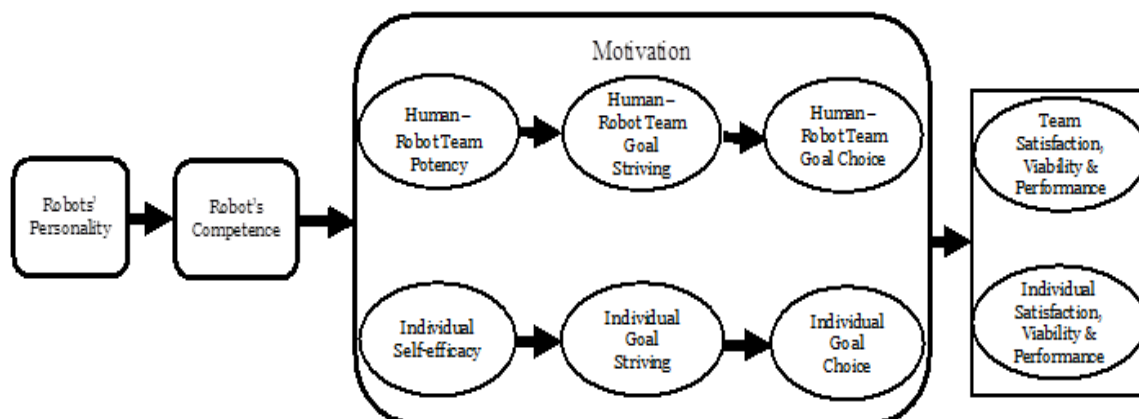 Motivation
Human–
Robot Team
Potency
Human–
Robot Team
Goal
Striving
Human–
Robot Team
Goal Choice
Team
Satisfaction,
Viability &
Performance
Robots'
Personality
Robot's
Competence
Individual
Self-efficacy
Individual
Goal
Striving
Individual
Goal
Choice
Individual
Satisfaction,
Viability &
Performance